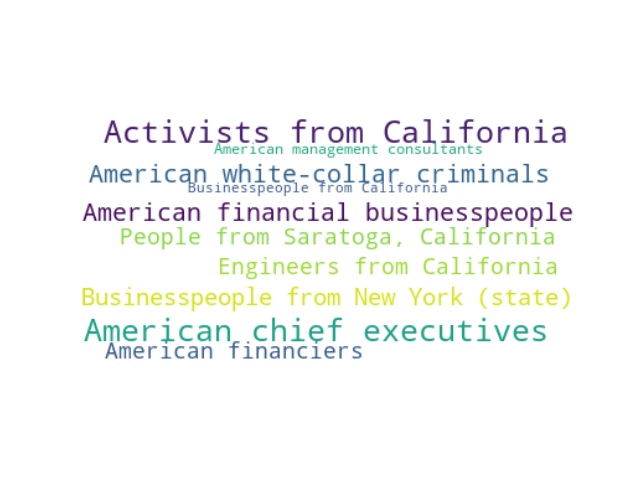 Activists from California
American management consultants
American white-collar criminals
Businesspeople from California
American financial businesspeople
People from Saratoga, California
Engineers from California
Businesspeople from New York (state)
American chief executives
American financiers